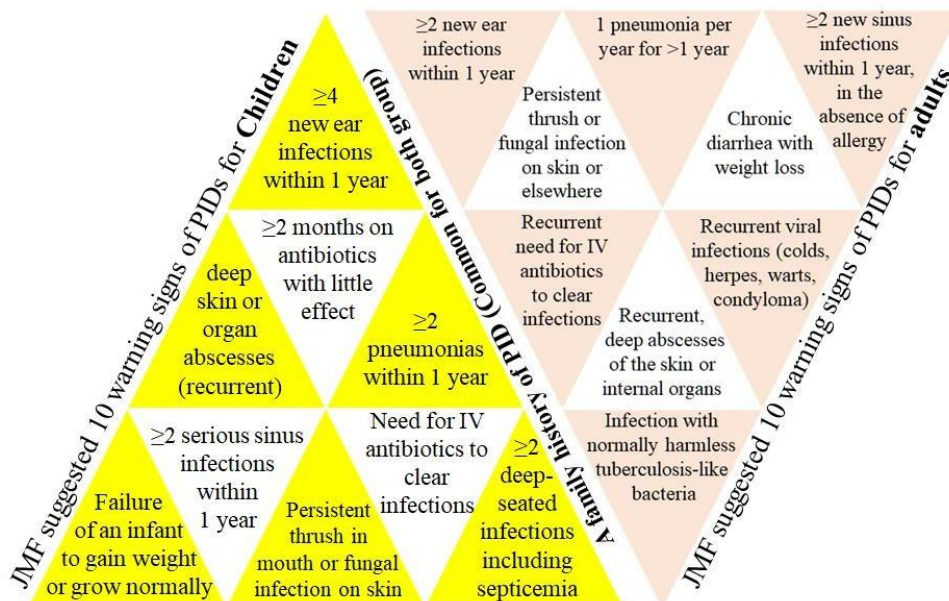 JMF suggested 10 warning signs of PIDs for Children
≥4
new ear
infections
within 1 year
deep
skin or
organ
abscesses
(recurrent)
≥2 months on
antibiotics
with little
effect
≥2
pneumonias
within 1 year
Failure
of an infant
to gain weight
or grow normally
≥2 serious sinus
infections
within
1 year
Persistent
thrush in
mouth or fungal
infection on skin
Need for IV
antibiotics to
clear
infections
≥2
deep-
seated
infections
including
septicemia
A family history of PID (Common for both group)
≥2 new ear
infections
within 1 year
Persistent
thrush or
fungal infection
on skin or
elsewhere
1 pneumonia per
year for >1 year
Chronic
diarrhea with
weight loss
≥2 new sinus
infections
within 1 year,
in the
absence of
allergy
Recurrent
need for IV
antibiotics
to clear
infections
Recurrent,
deep abscesses
of the skin or
internal organs
Recurrent viral
infections (colds,
herpes, warts,
condyloma)
Infection with
normally harmless
tuberculosis-like
bacteria
JMF suggested 10 warning signs of PIDs for adults